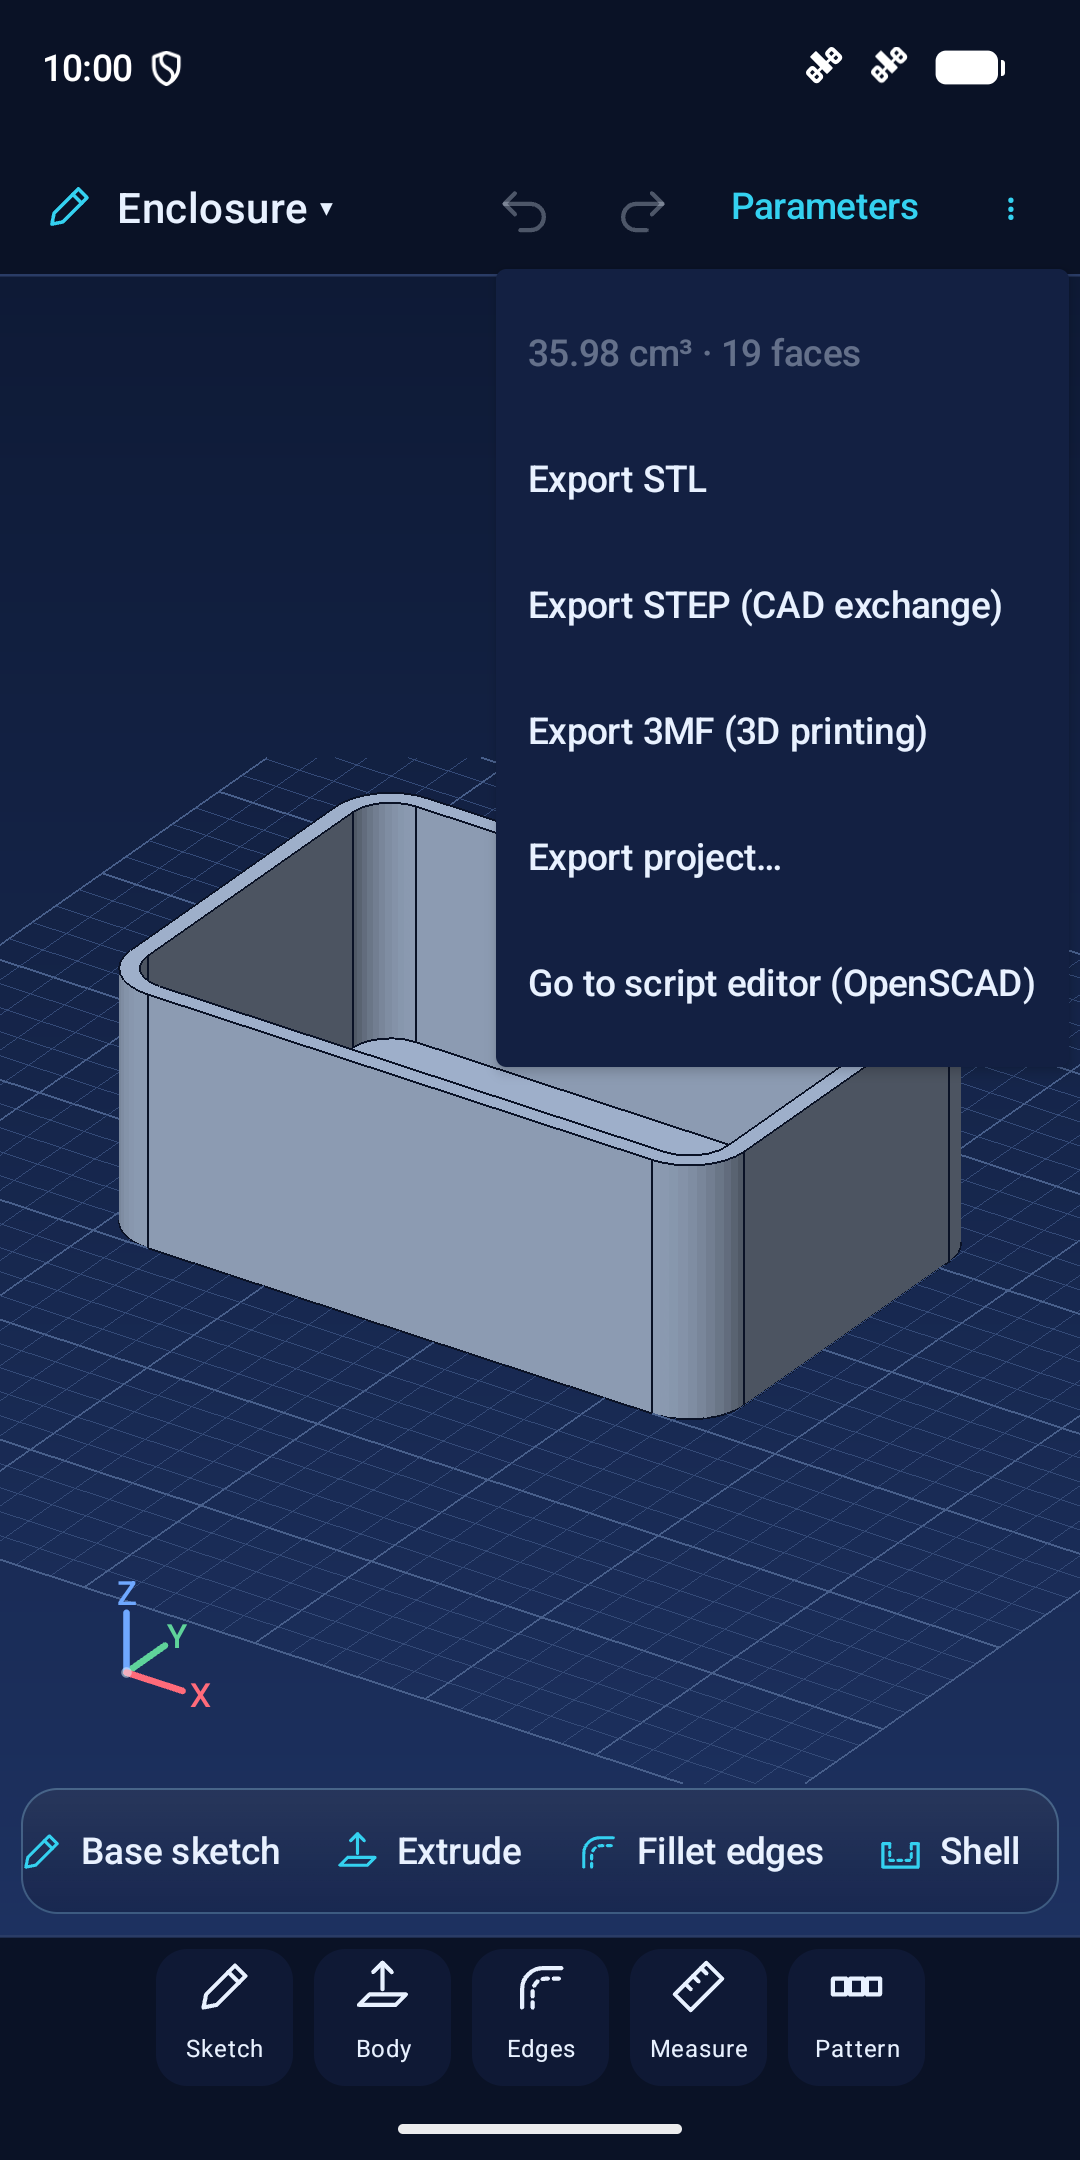 10:00
Enclosure ▾
Parameters
35.98 cm³ · 19 faces
Export STL
Export STEP (CAD exchange)
Export 3MF (3D printing)
Export project...
Go to script editor (OpenSCAD)
Z
Y
X
Base sketch
Extrude
Fillet edges
Shell
Sketch
Body
Edges
Measure
Pattern